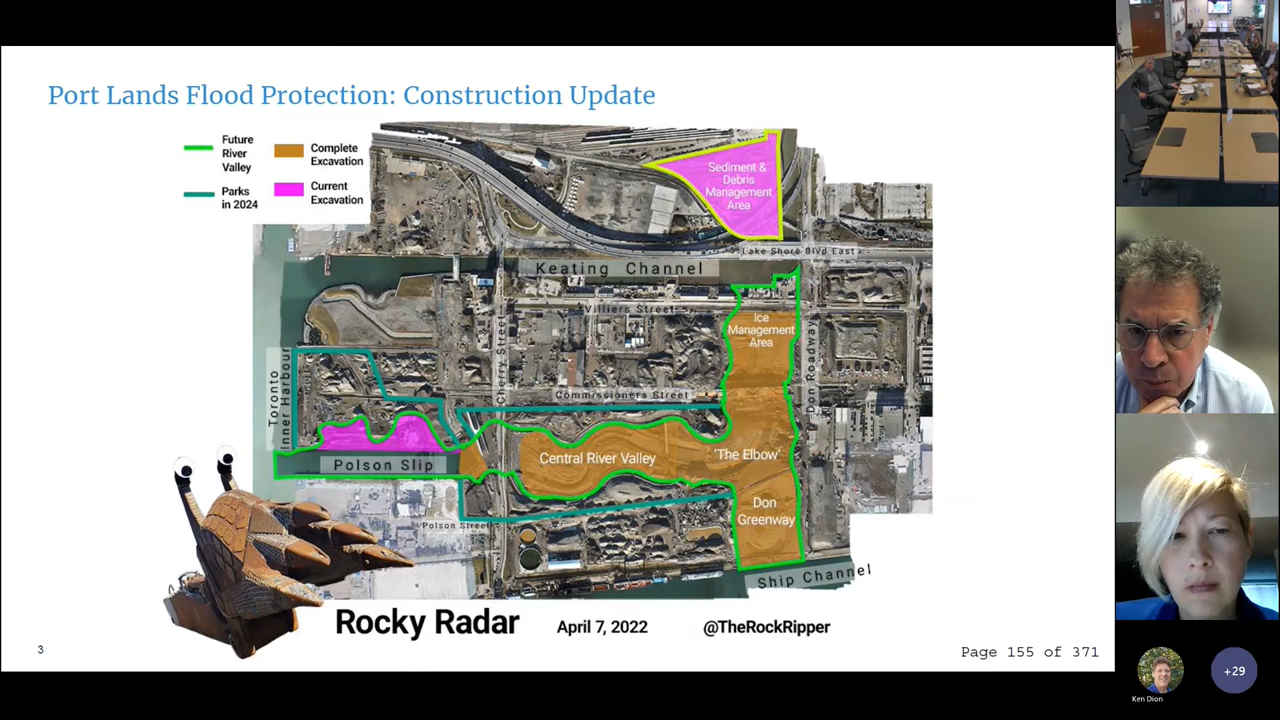 Port Lands Flood Protection: Construction Update
Future
River
Valley
Complete
Excavation
Parks
in 2024
Current
Excavation
Sediment &
Debris
Management
Area
Lake Shore Blvd East
Keating Channel
Villiers Street
Ice
Management
Area
Cherry Street
Don Roadway
Toronto
Inner Harbour
Commissioners Street
Central River Valley
'The Elbow'
Polson Slip
Don
Greenway
Polson Street
Ship Channel
Rocky Radar
April 7, 2022
@TheRockRipper
3
Page 155 of 371
Ken Dion
+29